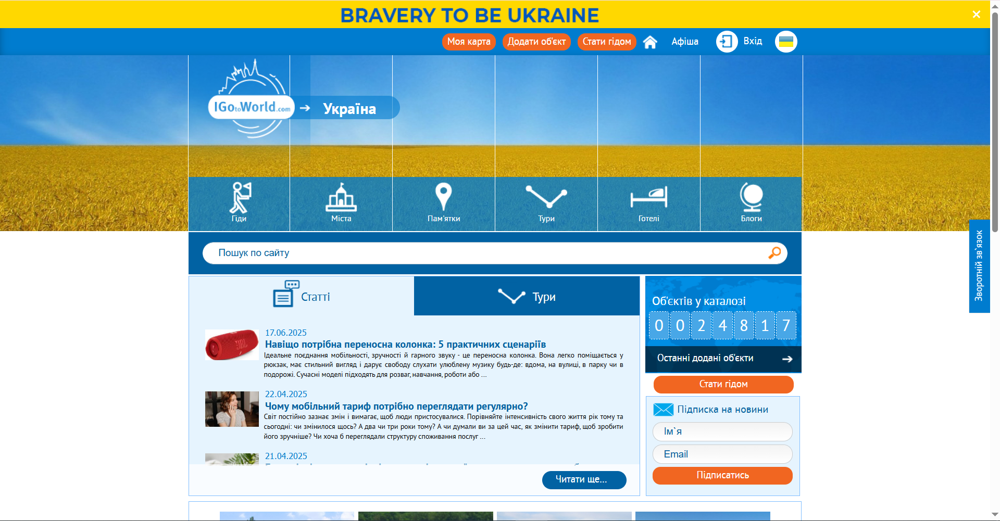 BRAVERY TO BE UKRAINE
Моя карта
Додати об'єкт
Стати гідом
Афіша
Вхід
IGotoWorld.com
Україна
Гіди
Міста
Пам'ятки
Тури
Готелі
Блоги
Пошук по сайту
Зворотній зв`язок
Статті
Тури
17.06.2025
Навіщо потрібна переносна колонка: 5 практичних сценаріїв
Ідеальне поєднання мобільності, зручності й гарного звуку - це переносна колонка. Вона легко поміщається у
рюкзак, має стильний вигляд і дарує свободу слухати улюблену музику будь-де: вдома, на вулиці, в парку чи в
подорожі. Сучасні моделі підходять для розваг, навчання, роботи або ...
JBL
22.04.2025
Чому мобільний тариф потрібно переглядати регулярно?
Світ постійно зазнає змін і вимагає, щоб люди пристосувалися. Порівняйте інтенсивність свого життя рік тому та
сьогодні: чи змінилося щось? А два чи три роки тому? А чи думали ви за цей час, як змінити тариф, щоб зробити
його зручніше? Чи хоча б переглядали структуру споживання послуг ...
21.04.2025
Читати ще...
Об'єктів у каталозі
0 0 2 4 8 1 7
Останні додані об'єкти
Стати гідом
Підписка на новини
Ім`я
Email
Підписатись